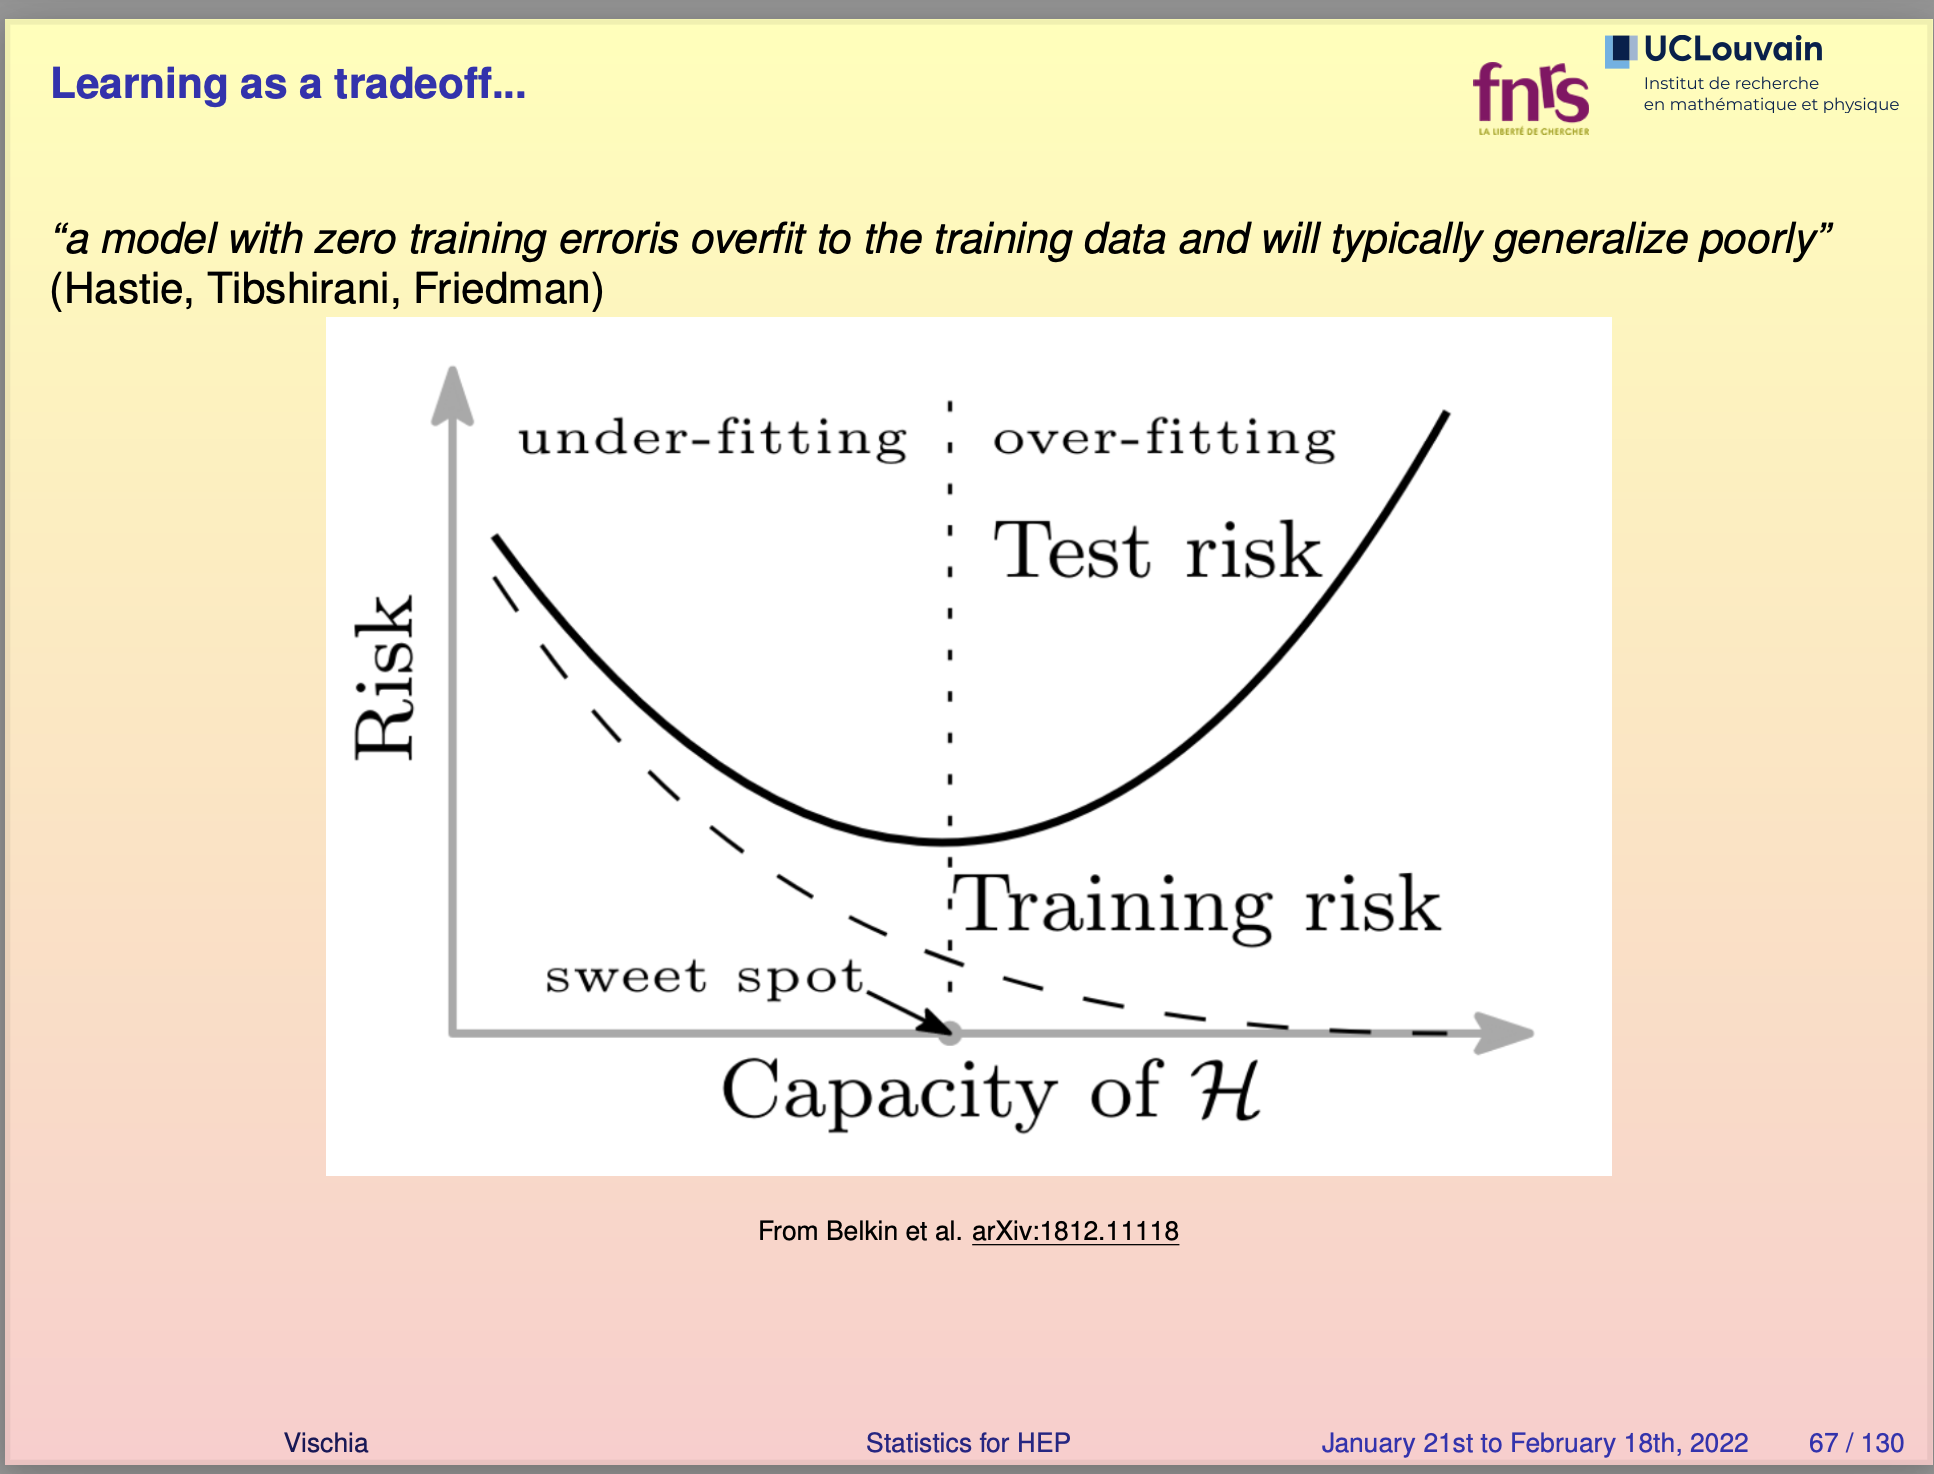 Learning as a tradeoff...
fnrs
LA LIBERTÉ DE CHERCHER
UCLouvain
Institut de recherche
en mathématique et physique
“a model with zero training erroris overfit to the training data and will typically generalize poorly”
(Hastie, Tibshirani, Friedman)
under-fitting
over-fitting
Test risk
Risk
Training risk
sweet spot
Capacity of ℋ
From Belkin et al. arXiv:1812.11118
Vischia
Statistics for HEP
January 21st to February 18th, 2022
67 / 130